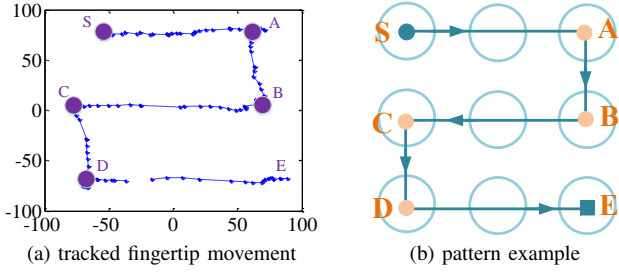 100
50
0
-50
-100
-100 -50 0 50 100
S
A
C
B
D
E
(a) tracked fingertip movement
S
A
C
B
D
E
(b) pattern example